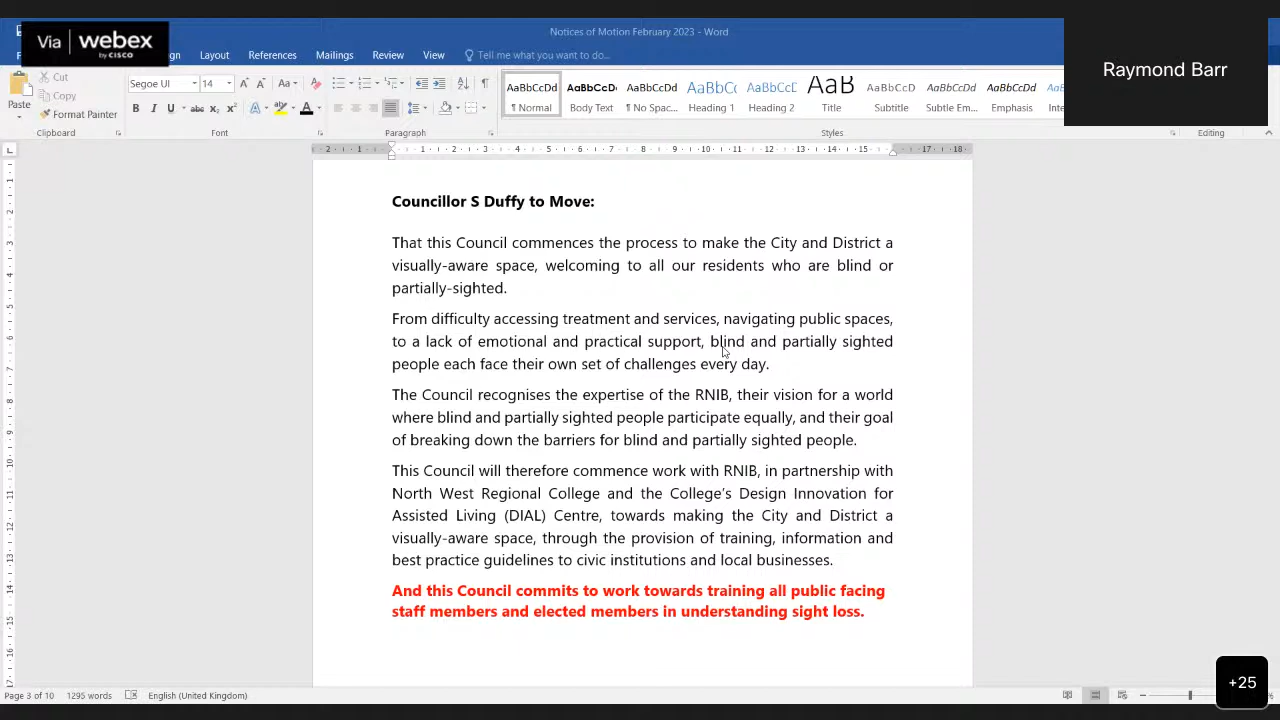 Via webex
by CISCO
Notices of Motion February 2023 - Word
Raymond Barr
gn Layout References Mailings Review View Tell me what you want to do...
Cut
Copy
Paste
Format Painter
Segoe UI 14
AaBbCcDd AaBbCcDc AaBbCcDd AaBbCc AaBbCcD AaB AaBbCcD AaBbCcDd AaBbCcDd
¶ Normal Body Text ¶ No Spac... Heading 1 Heading 2 Title Subtitle Subtle Em... Emphasis
Font Paragraph Styles Editing
Councillor S Duffy to Move:
That this Council commences the process to make the City and District a
visually-aware space, welcoming to all our residents who are blind or
partially-sighted.
From difficulty accessing treatment and services, navigating public spaces,
to a lack of emotional and practical support, blind and partially sighted
people each face their own set of challenges every day.
The Council recognises the expertise of the RNIB, their vision for a world
where blind and partially sighted people participate equally, and their goal
of breaking down the barriers for blind and partially sighted people.
This Council will therefore commence work with RNIB, in partnership with
North West Regional College and the College's Design Innovation for
Assisted Living (DIAL) Centre, towards making the City and District a
visually-aware space, through the provision of training, information and
best practice guidelines to civic institutions and local businesses.
And this Council commits to work towards training all public facing
staff members and elected members in understanding sight loss.
Page 3 of 10 1295 words English (United Kingdom)
+25